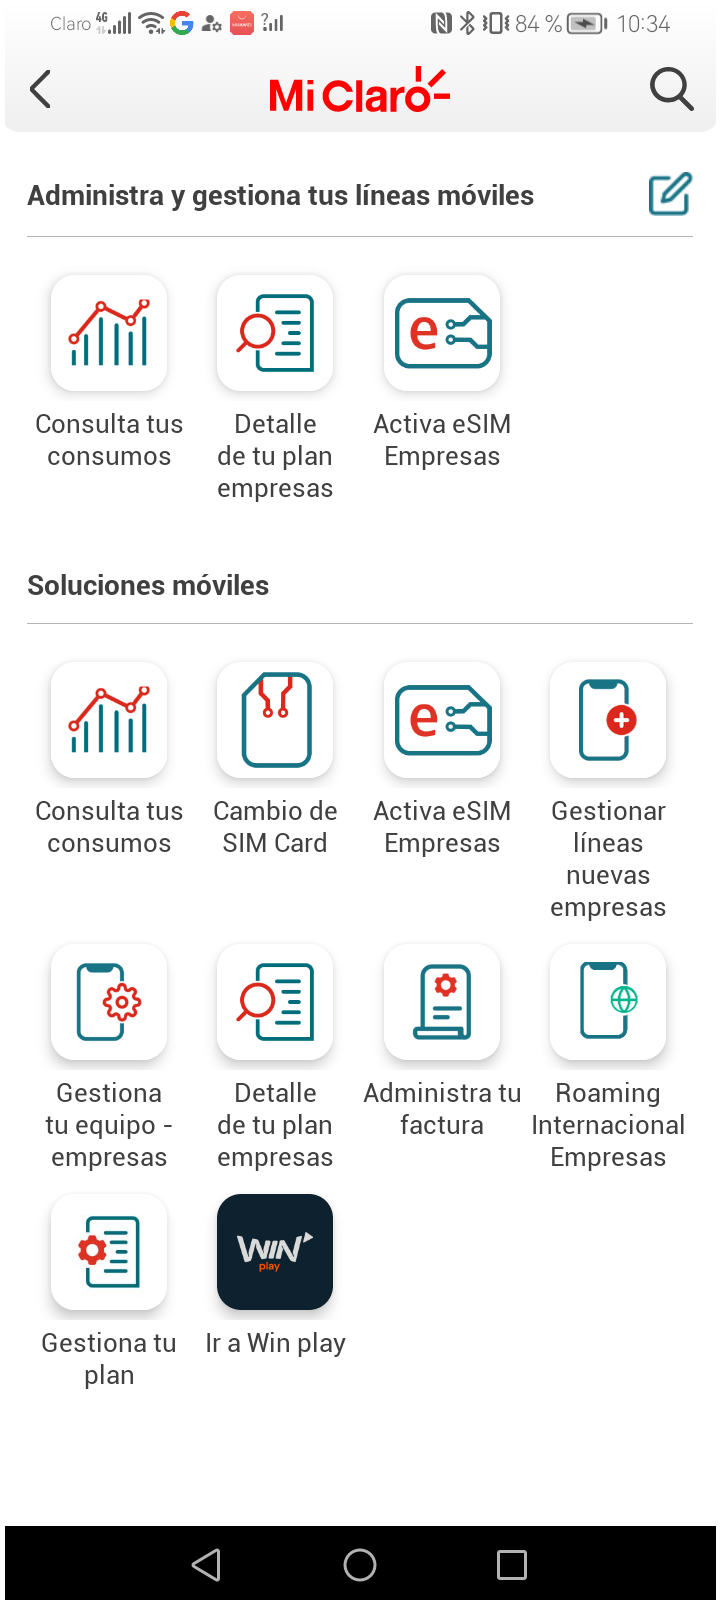 Claro 4G ? 84 % 10:34
Mi Claro
Administra y gestiona tus líneas móviles
e
Consulta tus
consumos
Detalle
de tu plan
empresas
Activa eSIM
Empresas
Soluciones móviles
e
Consulta tus
consumos
Cambio de
SIM Card
Activa eSIM
Empresas
Gestionar
líneas
nuevas
empresas
Gestiona
tu equipo -
empresas
Detalle
de tu plan
empresas
Administra tu
factura
Roaming
Internacional
Empresas
WIN
play
Gestiona tu
plan
Ir a Win play